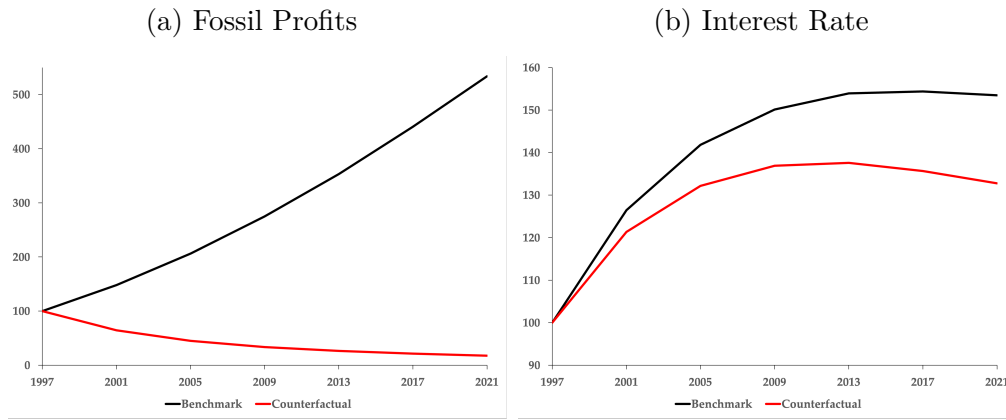 (a) Fossil Profits
500
400
300
200
100
0
1997 2001 2005 2009 2013 2017 2021
Benchmark Counterfactual
(b) Interest Rate
160
150
140
130
120
110
100
90
1997 2001 2005 2009 2013 2017 2021
Benchmark Counterfactual